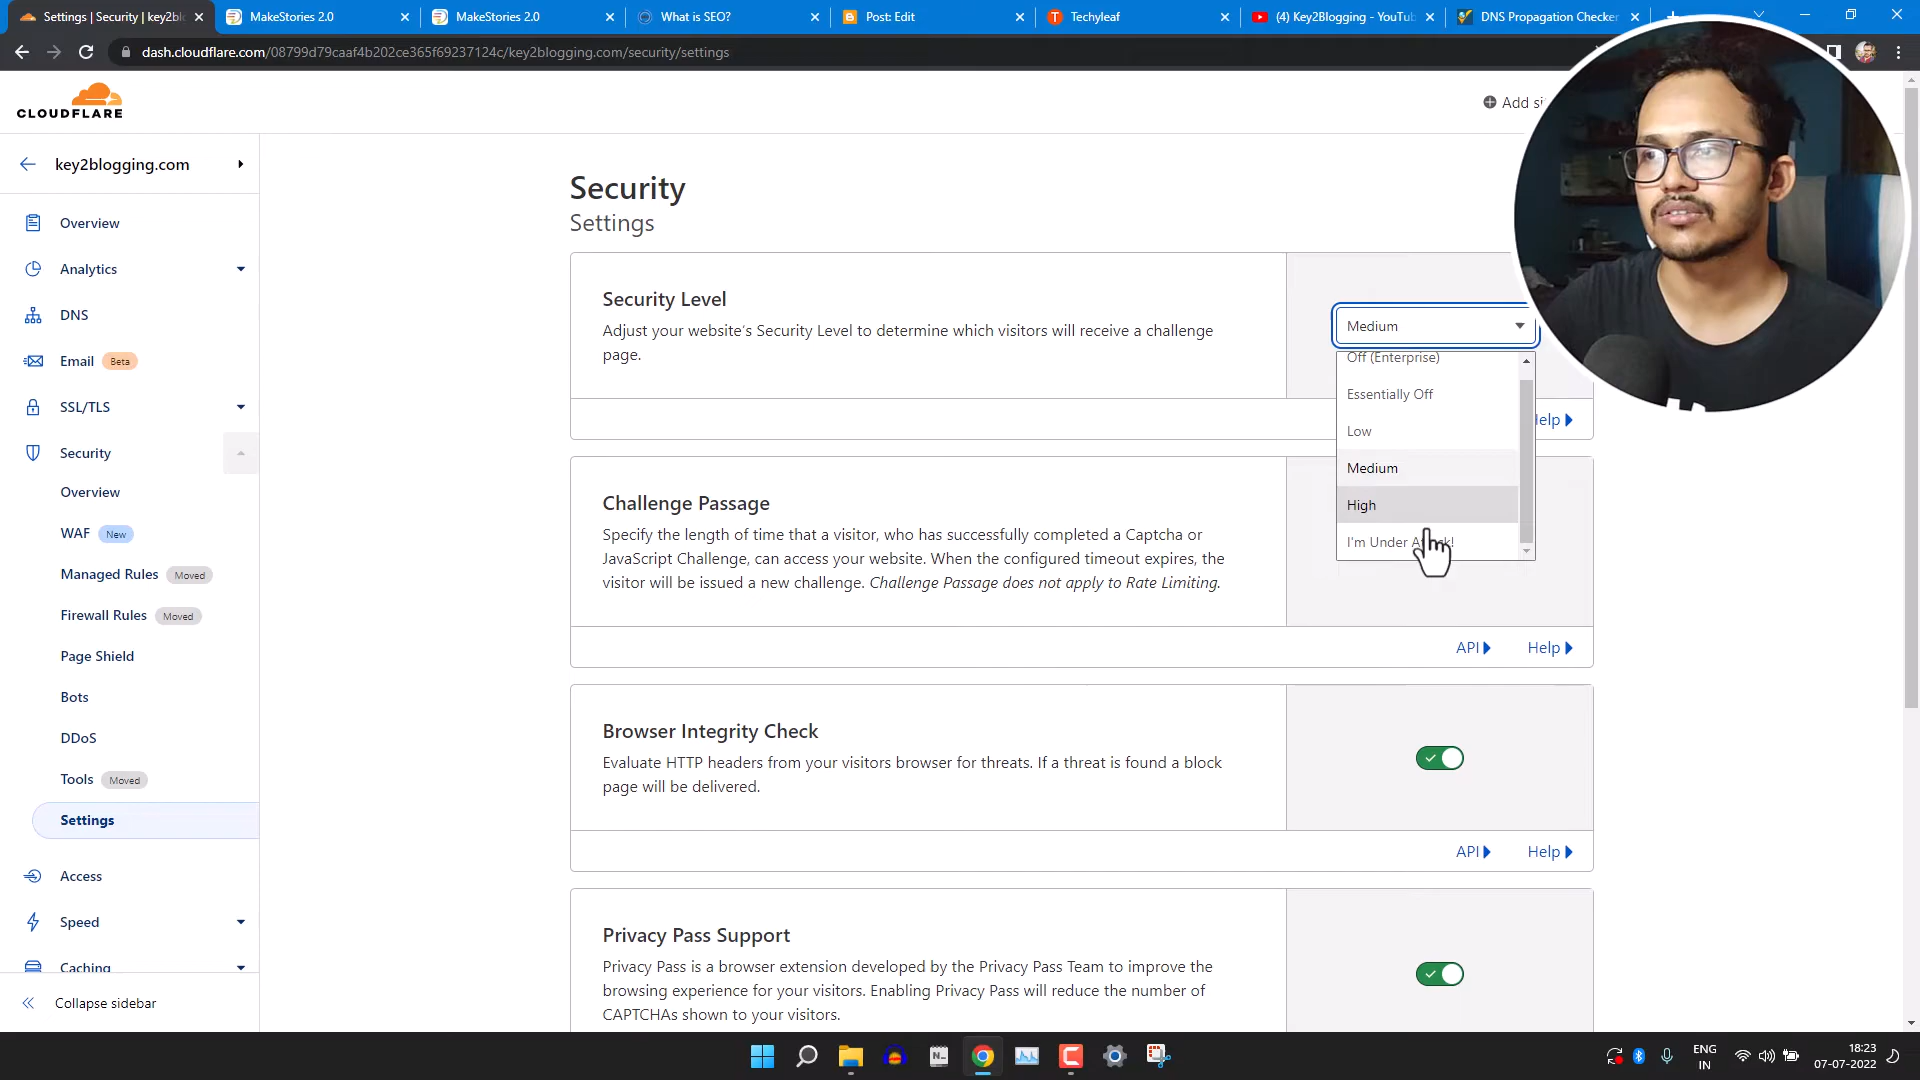 Settings | Security | key2blo
MakeStories 2.0
MakeStories 2.0
What is SEO?
Post: Edit
Techyleaf
(4) Key2Blogging - YouTub
DNS Propagation Checker
dash.cloudflare.com/08799d79caaf4b202ce365f69237124c/key2blogging.com/security/settings
CLOUDFLARE
Add si
key2blogging.com
Overview
Analytics
DNS
Email Beta
SSL/TLS
Security
Overview
WAF New
Managed Rules Moved
Firewall Rules Moved
Page Shield
Bots
DDoS
Tools Moved
Settings
Access
Speed
Caching
Collapse sidebar
Security
Settings
Security Level
Adjust your website's Security Level to determine which visitors will receive a challenge
page.
Medium
Off (Enterprise)
Essentially Off
Low
Medium
High
I'm Under
elp
Challenge Passage
Specify the length of time that a visitor, who has successfully completed a Captcha or
JavaScript Challenge, can access your website. When the configured timeout expires, the
visitor will be issued a new challenge. Challenge Passage does not apply to Rate Limiting.
API Help
Browser Integrity Check
Evaluate HTTP headers from your visitors browser for threats. If a threat is found a block
page will be delivered.
API Help
Privacy Pass Support
Privacy Pass is a browser extension developed by the Privacy Pass Team to improve the
browsing experience for your visitors. Enabling Privacy Pass will reduce the number of
CAPTCHAs shown to your visitors.
ENG
IN
18:23
07-07-2022